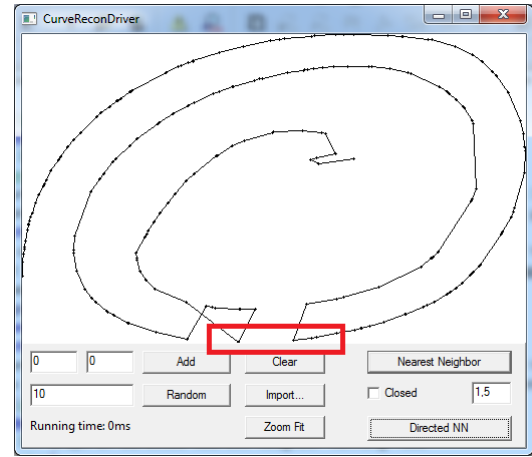 CurveReconDriver
0 0 Add Clear Nearest Neighbor
10 Random Import... Closed 1,5
Running time: 0ms Zoom Fit Directed NN